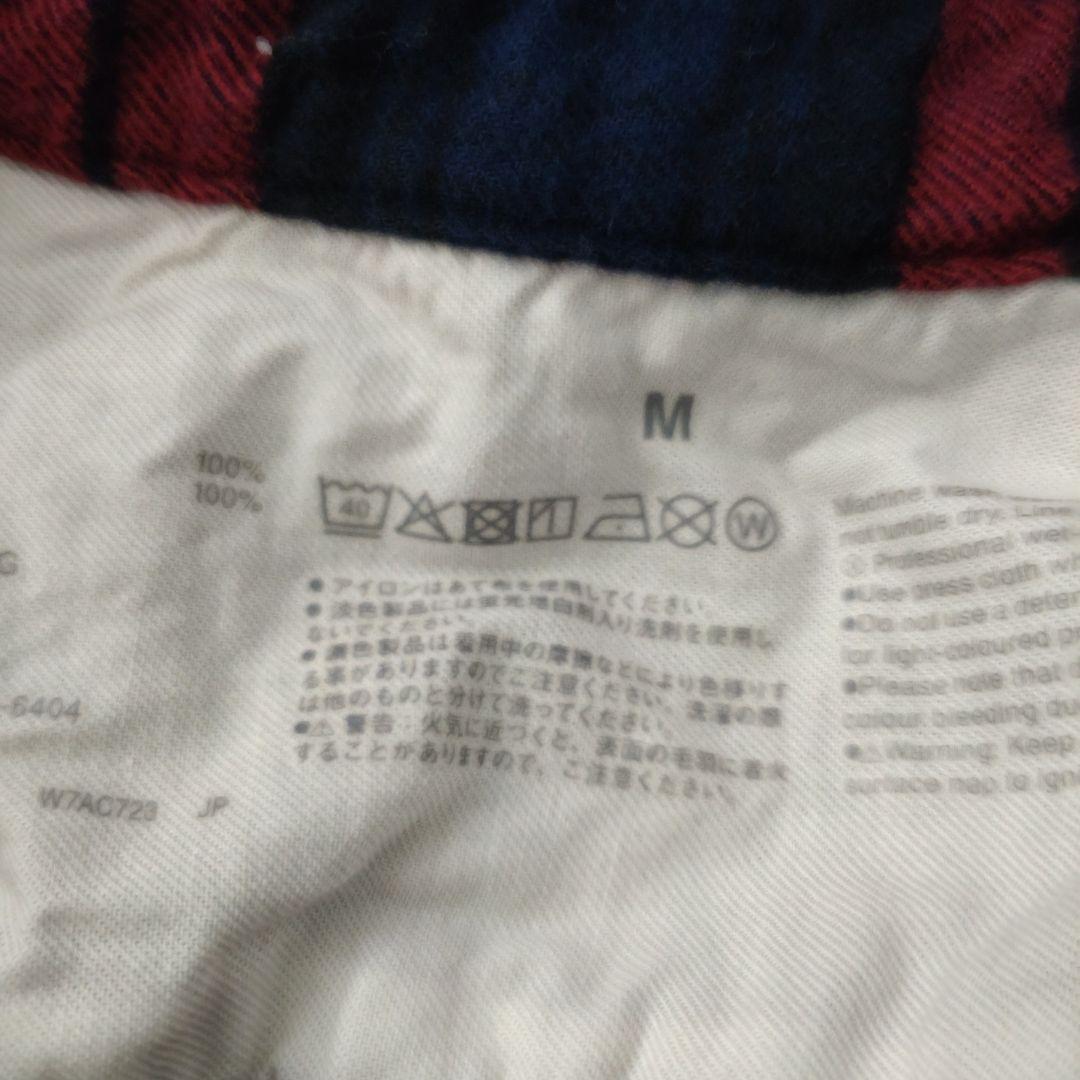 M
100%
100%
40
W
G
-6404
W7AC723 JP
●アイロンはあて布を使用してください。
●淡色製品には蛍光増白剤入り洗剤を使用し
ないでください。
●濃色製品は着用中の摩擦などにより色移りす
る事がありますのでご注意ください。洗濯の際
は他のものと分けて洗ってください。
●⚠警告：火気に近づくと、表面の毛羽に着火
することがありますので、ご注意ください。
Machine
not tumble dry. Line
Professional wet
●Use press cloth w
●Do not use a deter
for light-coloured p
●Please note that
colour bleeding du
●⚠Warning: Keep
surface nap to ign